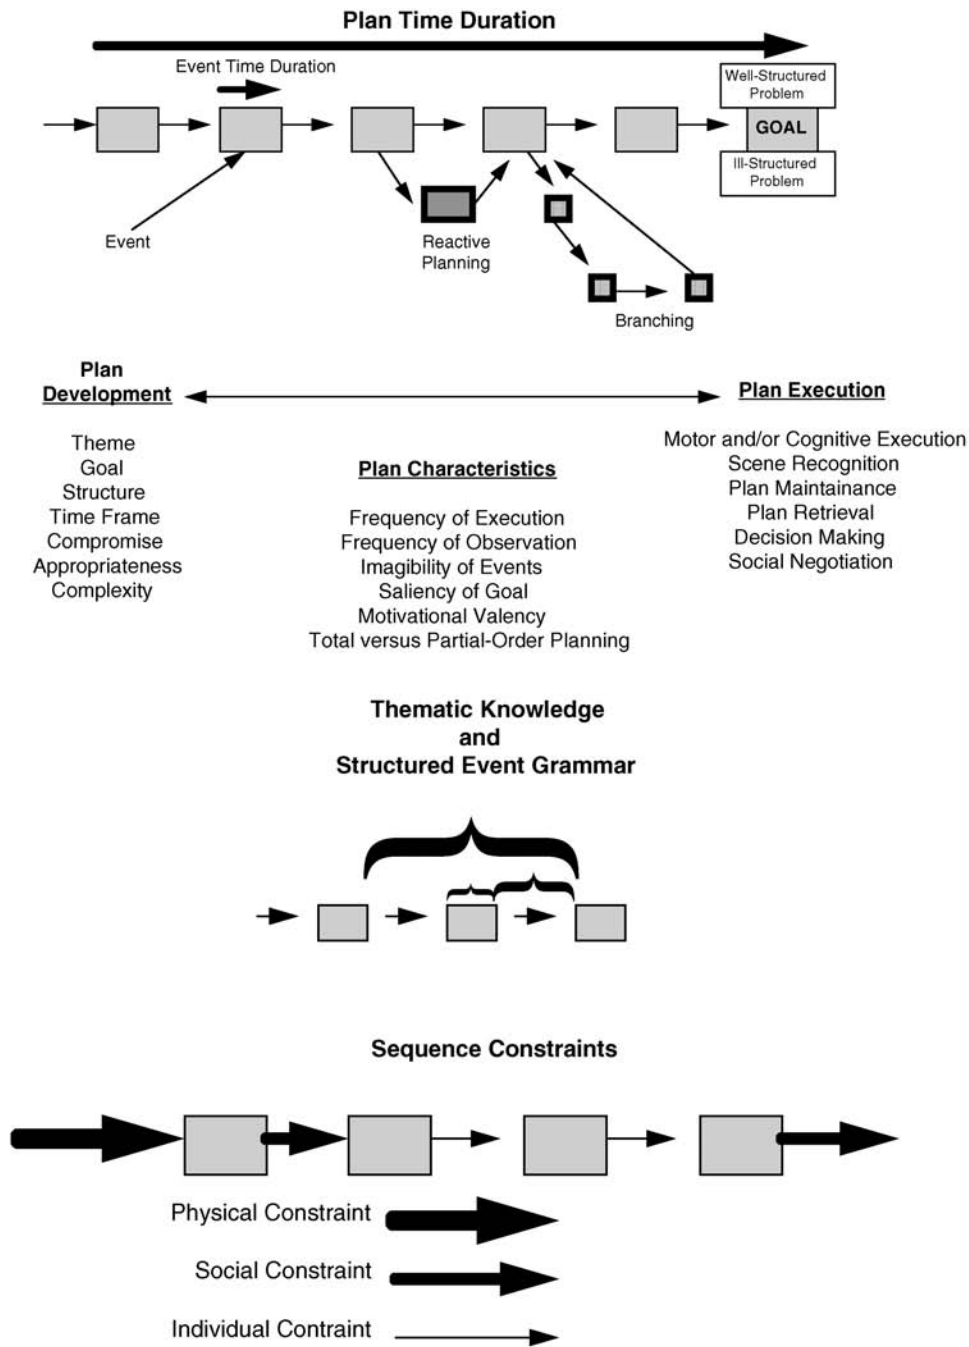 Plan Time Duration
Event Time Duration
Well-Structured
Problem
GOAL
Ill-Structured
Problem
Event
Reactive
Planning
Branching
Plan
Development
Plan Execution
Theme
Goal
Structure
Time Frame
Compromise
Appropriateness
Complexity
Plan Characteristics
Frequency of Execution
Frequency of Observation
Imagibility of Events
Saliency of Goal
Motivational Valency
Total versus Partial-Order Planning
Motor and/or Cognitive Execution
Scene Recognition
Plan Maintainance
Plan Retrieval
Decision Making
Social Negotiation
Thematic Knowledge
and
Structured Event Grammar
Sequence Constraints
Physical Constraint
Social Constraint
Individual Contraint